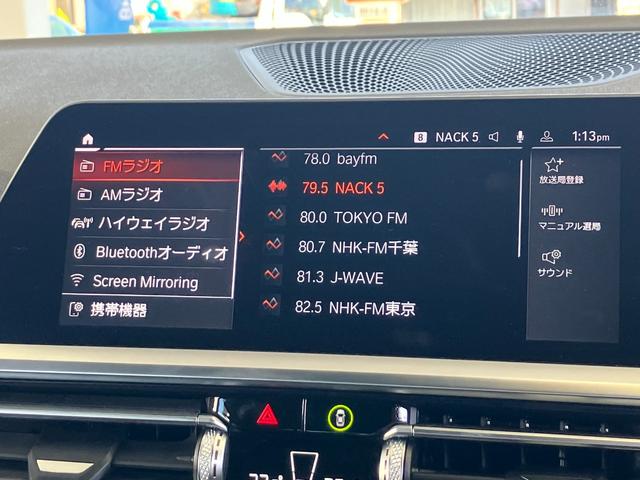 8 NACK 5 1:13pm
FMラジオ
AMラジオ
ハイウェイラジオ
Bluetoothオーディオ
Screen Mirroring
携帯機器
78.0 bayfm
79.5 NACK 5
80.0 TOKYO FM
80.7 NHK-FM千葉
81.3 J-WAVE
82.5 NHK-FM東京
放送局登録
マニュアル選局
サウンド